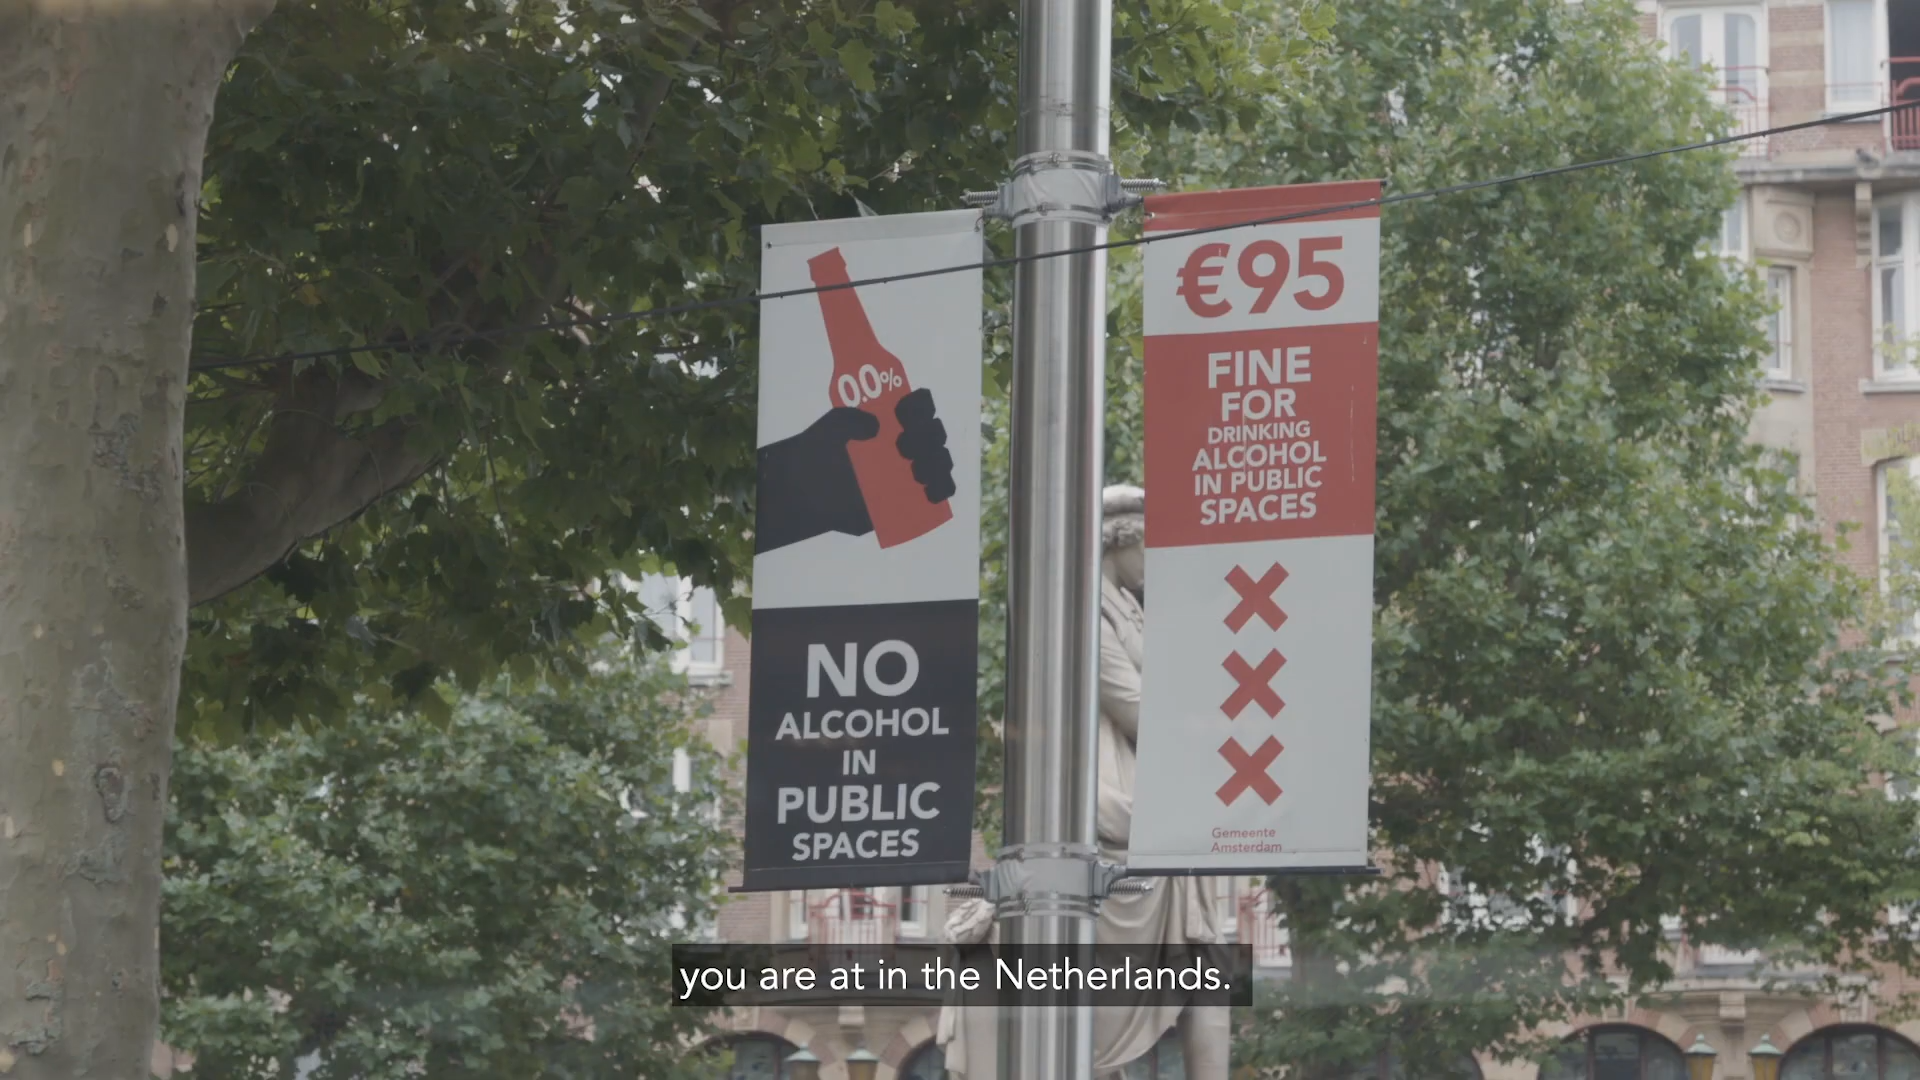 0.0%
NO
ALCOHOL
IN
PUBLIC
SPACES
€95
FINE
FOR
DRINKING
ALCOHOL
IN PUBLIC
SPACES
Gemeente
Amsterdam
you are at in the Netherlands.